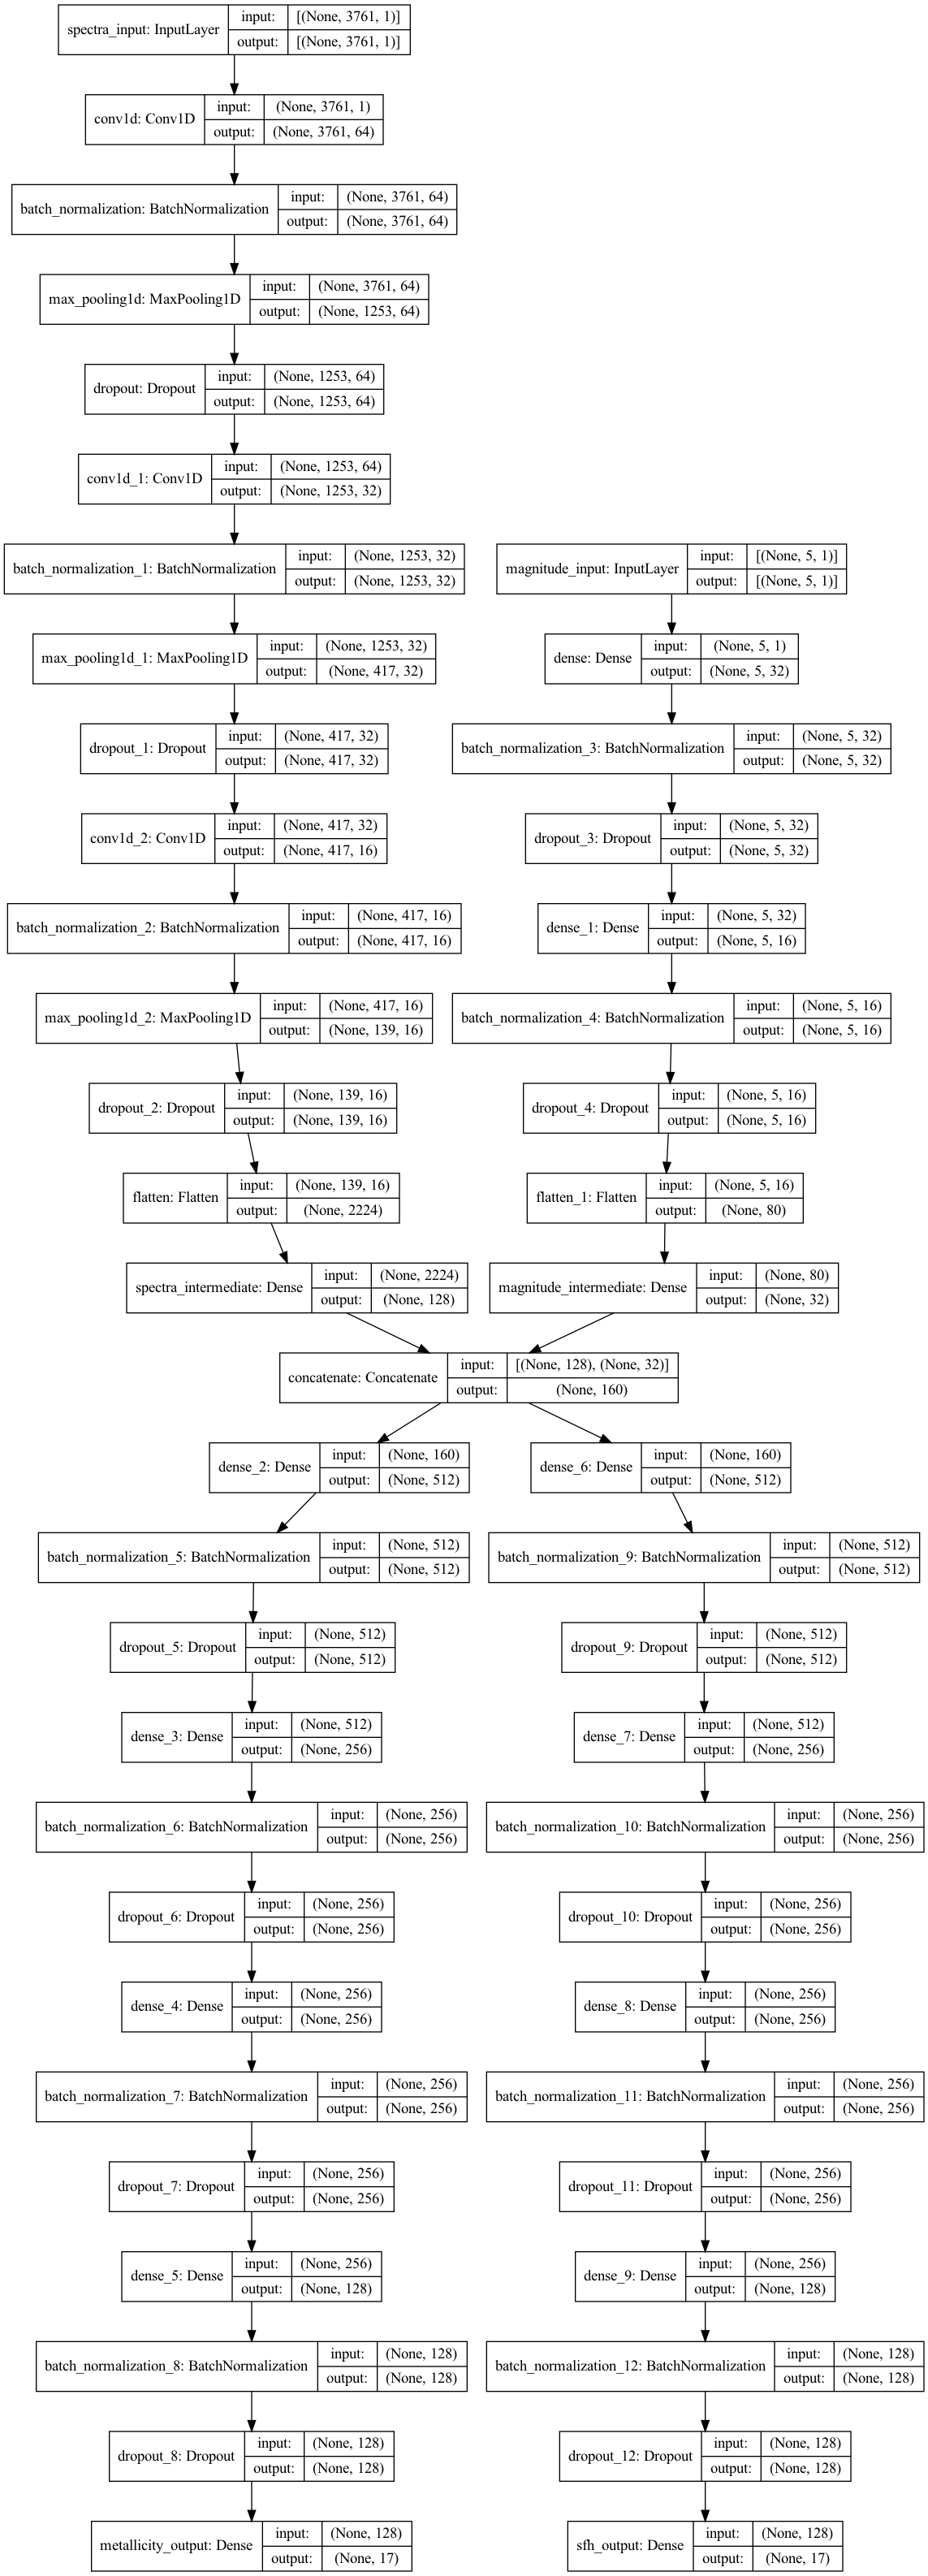 spectra_input: InputLayer
input: [(None, 3761, 1)]
output: [(None, 3761, 1)]
conv1d: Conv1D
input: (None, 3761, 1)
output: (None, 3761, 64)
batch_normalization: BatchNormalization
input: (None, 3761, 64)
output: (None, 3761, 64)
max_pooling1d: MaxPooling1D
input: (None, 3761, 64)
output: (None, 1253, 64)
dropout: Dropout
input: (None, 1253, 64)
output: (None, 1253, 64)
conv1d_1: Conv1D
input: (None, 1253, 64)
output: (None, 1253, 32)
batch_normalization_1: BatchNormalization
input: (None, 1253, 32)
output: (None, 1253, 32)
magnitude_input: InputLayer
input: [(None, 5, 1)]
output: [(None, 5, 1)]
max_pooling1d_1: MaxPooling1D
input: (None, 1253, 32)
output: (None, 417, 32)
dense: Dense
input: (None, 5, 1)
output: (None, 5, 32)
dropout_1: Dropout
input: (None, 417, 32)
output: (None, 417, 32)
batch_normalization_3: BatchNormalization
input: (None, 5, 32)
output: (None, 5, 32)
conv1d_2: Conv1D
input: (None, 417, 32)
output: (None, 417, 16)
dropout_3: Dropout
input: (None, 5, 32)
output: (None, 5, 32)
batch_normalization_2: BatchNormalization
input: (None, 417, 16)
output: (None, 417, 16)
dense_1: Dense
input: (None, 5, 32)
output: (None, 5, 16)
max_pooling1d_2: MaxPooling1D
input: (None, 417, 16)
output: (None, 139, 16)
batch_normalization_4: BatchNormalization
input: (None, 5, 16)
output: (None, 5, 16)
dropout_2: Dropout
input: (None, 139, 16)
output: (None, 139, 16)
dropout_4: Dropout
input: (None, 5, 16)
output: (None, 5, 16)
flatten: Flatten
input: (None, 139, 16)
output: (None, 2224)
flatten_1: Flatten
input: (None, 5, 16)
output: (None, 80)
spectra_intermediate: Dense
input: (None, 2224)
output: (None, 128)
magnitude_intermediate: Dense
input: (None, 80)
output: (None, 32)
concatenate: Concatenate
input: [(None, 128), (None, 32)]
output: (None, 160)
dense_2: Dense
input: (None, 160)
output: (None, 512)
dense_6: Dense
input: (None, 160)
output: (None, 512)
batch_normalization_5: BatchNormalization
input: (None, 512)
output: (None, 512)
batch_normalization_9: BatchNormalization
input: (None, 512)
output: (None, 512)
dropout_5: Dropout
input: (None, 512)
output: (None, 512)
dropout_9: Dropout
input: (None, 512)
output: (None, 512)
dense_3: Dense
input: (None, 512)
output: (None, 256)
dense_7: Dense
input: (None, 512)
output: (None, 256)
batch_normalization_6: BatchNormalization
input: (None, 256)
output: (None, 256)
batch_normalization_10: BatchNormalization
input: (None, 256)
output: (None, 256)
dropout_6: Dropout
input: (None, 256)
output: (None, 256)
dropout_10: Dropout
input: (None, 256)
output: (None, 256)
dense_4: Dense
input: (None, 256)
output: (None, 256)
dense_8: Dense
input: (None, 256)
output: (None, 256)
batch_normalization_7: BatchNormalization
input: (None, 256)
output: (None, 256)
batch_normalization_11: BatchNormalization
input: (None, 256)
output: (None, 256)
dropout_7: Dropout
input: (None, 256)
output: (None, 256)
dropout_11: Dropout
input: (None, 256)
output: (None, 256)
dense_5: Dense
input: (None, 256)
output: (None, 128)
dense_9: Dense
input: (None, 256)
output: (None, 128)
batch_normalization_8: BatchNormalization
input: (None, 128)
output: (None, 128)
batch_normalization_12: BatchNormalization
input: (None, 128)
output: (None, 128)
dropout_8: Dropout
input: (None, 128)
output: (None, 128)
dropout_12: Dropout
input: (None, 128)
output: (None, 128)
metallicity_output: Dense
input: (None, 128)
output: (None, 17)
sfh_output: Dense
input: (None, 128)
output: (None, 17)